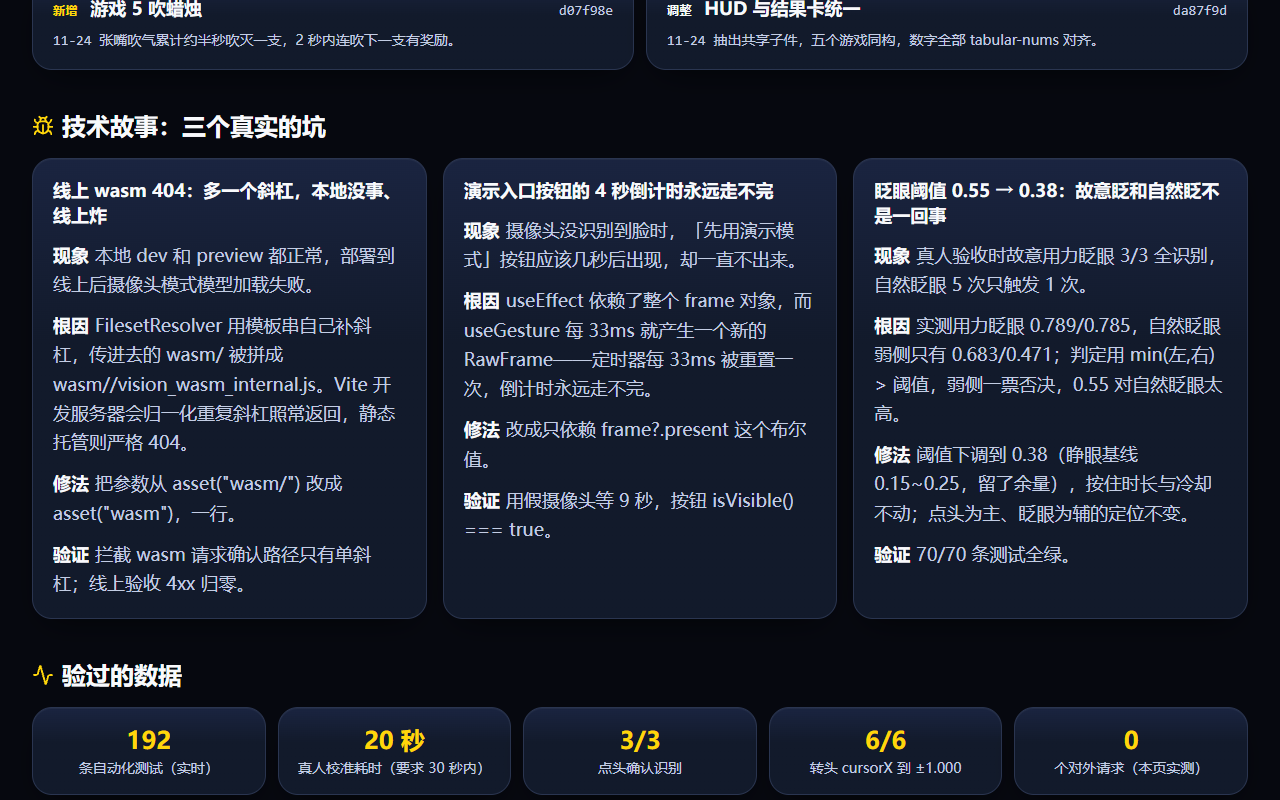 新增 游戏 5 吹蜡烛 d07f98e
11-24 张嘴吹气累计约半秒吹灭一支，2 秒内连吹下一支有奖励。
调整 HUD 与结果卡统一 da87f9d
11-24 抽出共享子件，五个游戏同构，数字全部 tabular-nums 对齐。
技术故事：三个真实的坑
线上 wasm 404：多一个斜杠，本地没事、
线上炸
现象 本地 dev 和 preview 都正常，部署到
线上后摄像头模式模型加载失败。
根因 FilesetResolver 用模板串自己补斜
杠，传进去的 wasm/ 被拼成
wasm//vision_wasm_internal.js。Vite 开
发服务器会归一化重复斜杠照常返回，静态
托管则严格 404。
修法 把参数从 asset("wasm/") 改成
asset("wasm")，一行。
验证 拦截 wasm 请求确认路径只有单斜
杠；线上验收 4xx 归零。
演示入口按钮的 4 秒倒计时永远走不完
现象 摄像头没识别到脸时，「先用演示模
式」按钮应该几秒后出现，却一直不出来。
根因 useEffect 依赖了整个 frame 对象，而
useGesture 每 33ms 就产生一个新的
RawFrame——定时器每 33ms 被重置一
次，倒计时永远走不完。
修法 改成只依赖 frame?.present 这个布尔
值。
验证 用假摄像头等 9 秒，按钮 isVisible()
=== true。
眨眼阈值 0.55 → 0.38：故意眨和自然眨不
是一回事
现象 真人验收时故意用力眨眼 3/3 全识别，
自然眨眼 5 次只触发 1 次。
根因 实测用力眨眼 0.789/0.785，自然眨眼
弱侧只有 0.683/0.471；判定用 min(左,右)
> 阈值，弱侧一票否决，0.55 对自然眨眼太
高。
修法 阈值下调到 0.38（睁眼基线
0.15~0.25，留了余量），按住时长与冷却
不动；点头为主、眨眼为辅的定位不变。
验证 70/70 条测试全绿。
验过的数据
192
条自动化测试（实时）
20 秒
真人校准耗时（要求 30 秒内）
3/3
点头确认识别
6/6
转头 cursorX 到 ±1.000
0
个对外请求（本页实测）